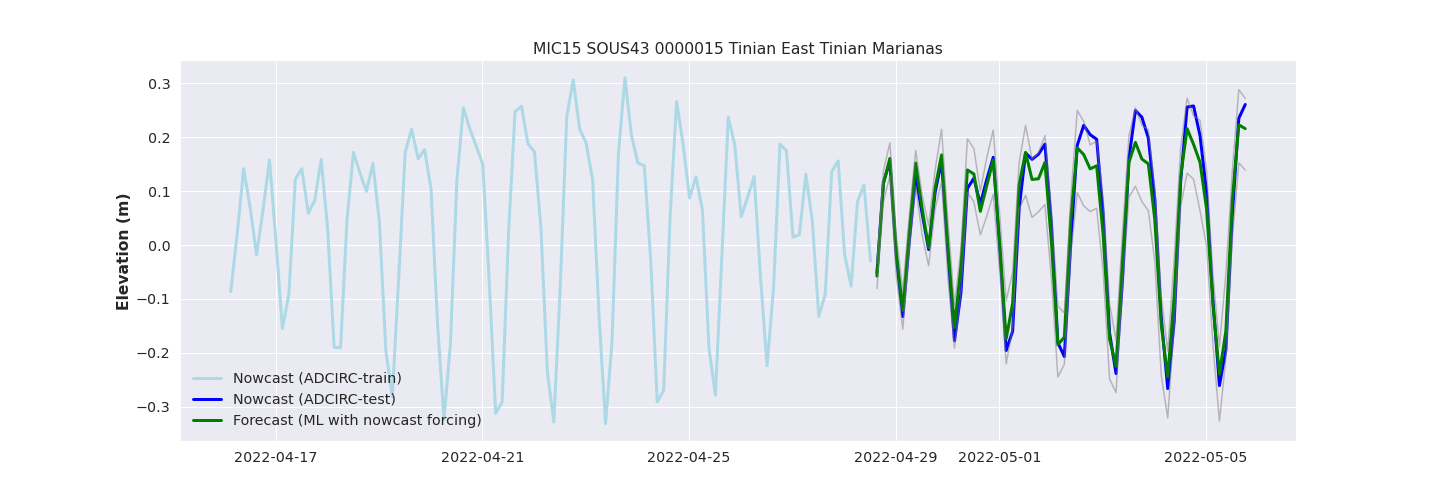 MIC15 SOUS43 0000015 Tinian East Tinian Marianas
Elevation (m)
0.3
0.2
0.1
0.0
−0.1
−0.2
−0.3
Nowcast (ADCIRC-train)
Nowcast (ADCIRC-test)
Forecast (ML with nowcast forcing)
2022-04-17 2022-04-21 2022-04-25 2022-04-29 2022-05-01 2022-05-05